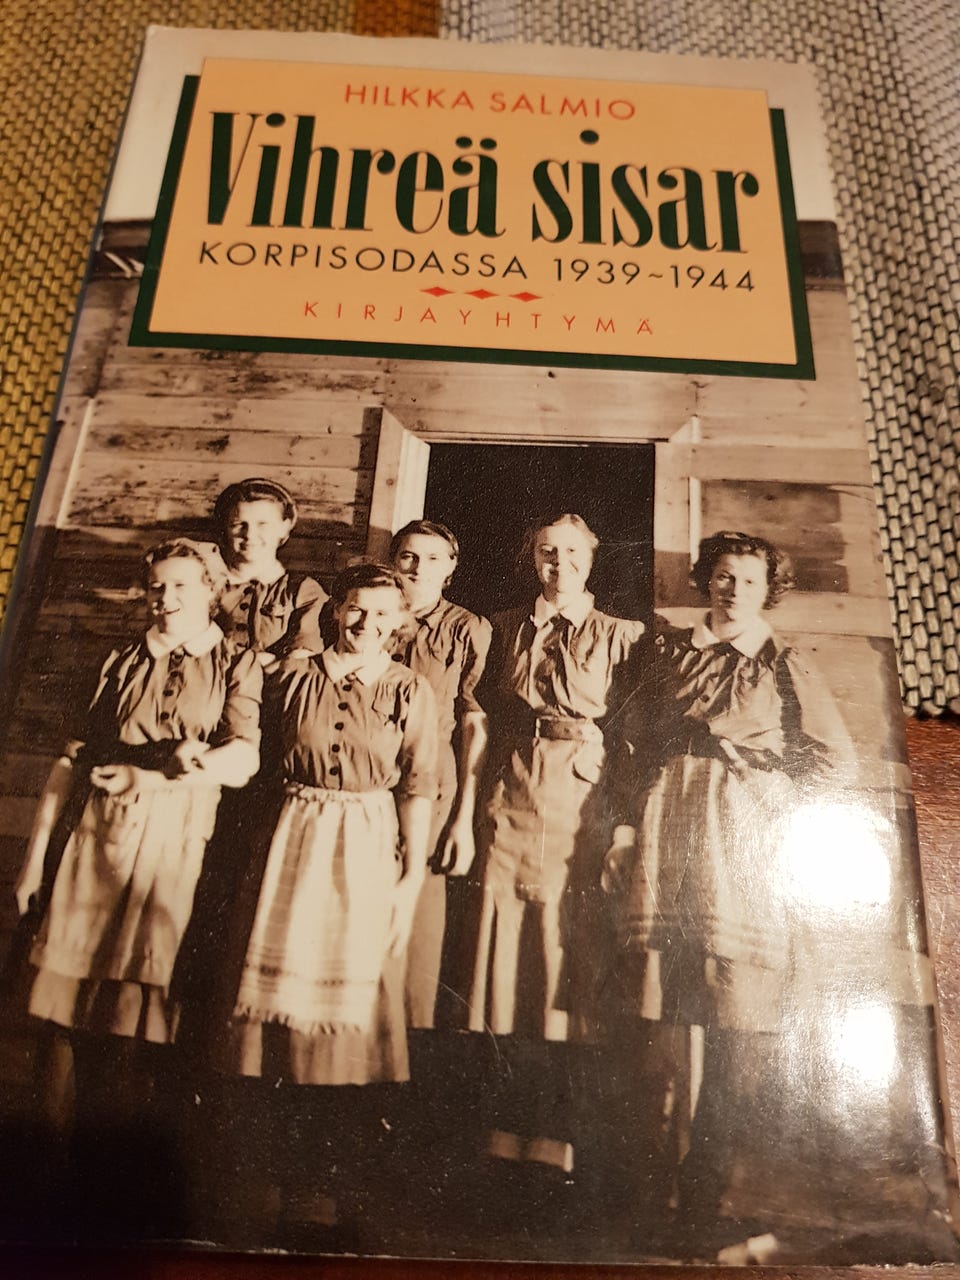 HILKKA SALMIO
Vihreä sisar
KORPISODASSA 1939~1944
KIRJAYHTYMÄ